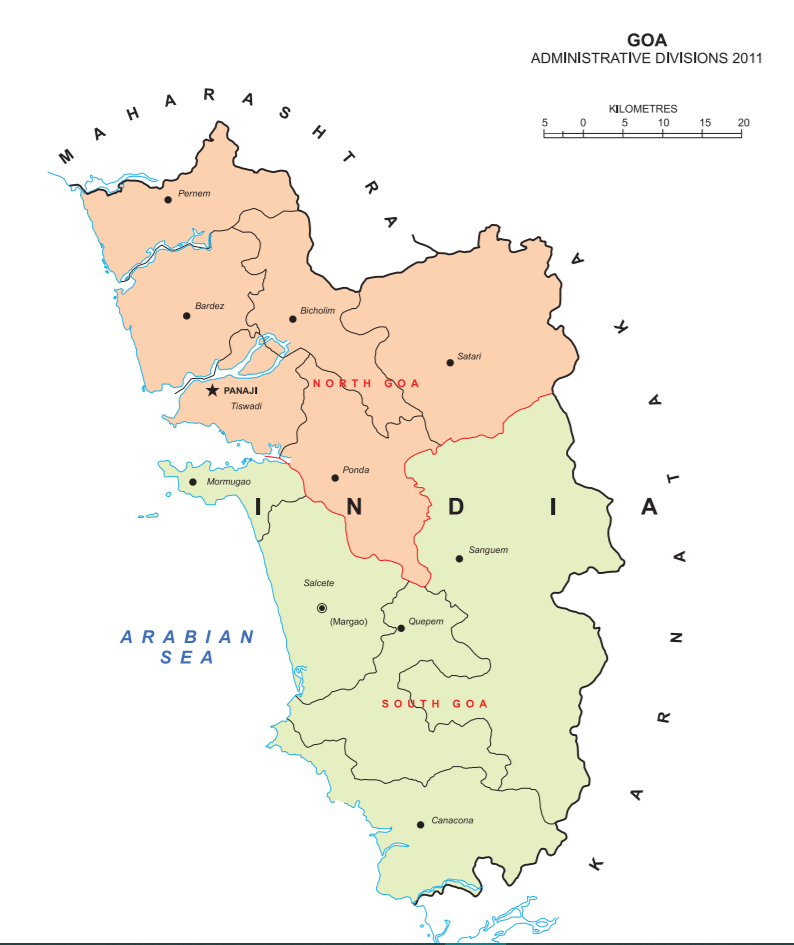 GOA
ADMINISTRATIVE DIVISIONS 2011
KILOMETRES
5 0 5 10 15 20
MAHARASHTRA
Pernem
Bardez
Bicholim
Satari
NORTH GOA
PANAJI
Tiswadi
Ponda
Mormugao
INDIA
Sanguem
Salcete
(Margao)
Quepem
ARABIAN
SEA
SOUTH GOA
Canacona
KARNATAKA